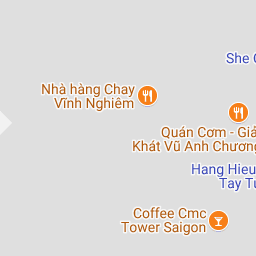 She
Nhà hàng Chay
Vĩnh Nghiêm
Quán Cơm - Giả
Khát Vũ Anh Chương
Hang Hieu
Tay Tu
Coffee Cmc
Tower Saigon